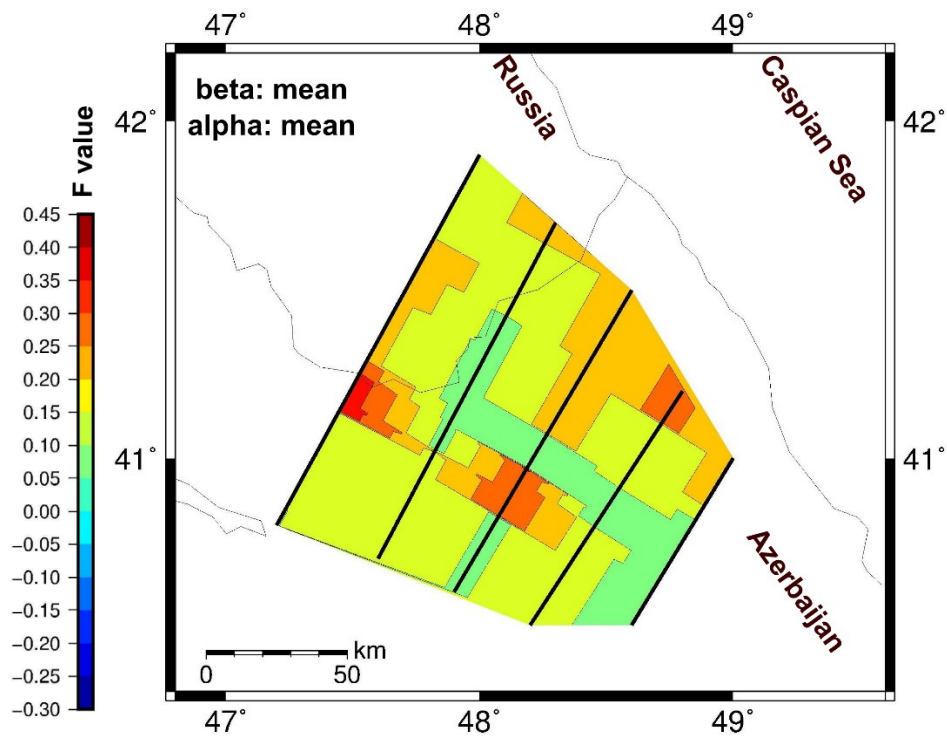 47° 48° 49°
beta: mean
alpha: mean
Russia
Caspian Sea
42° 42°
F value
0.45
0.40
0.35
0.30
0.25
0.20
0.15
0.10
0.05
0.00
−0.05
−0.10
−0.15
−0.20
−0.25
−0.30
41° 41°
Azerbaijan
km
0 50
47° 48° 49°